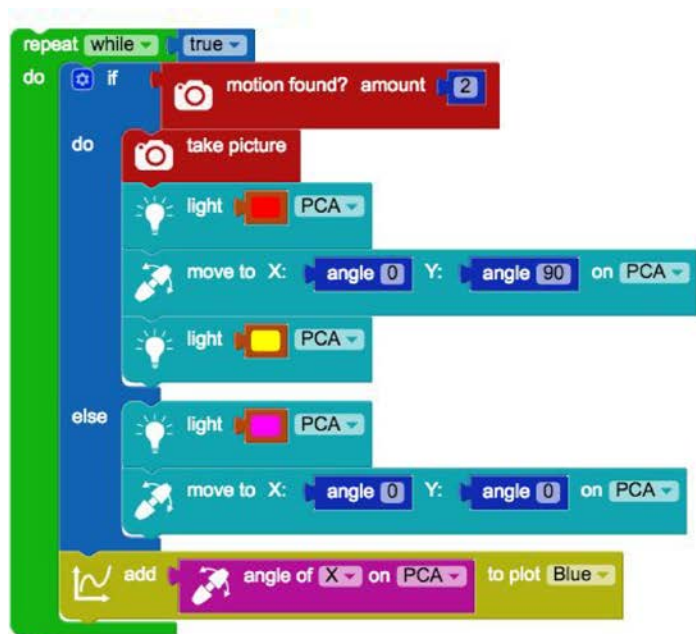 repeat while true
do if motion found? amount 2
do take picture
light PCA
move to X: angle 0 Y: angle 90 on PCA
light PCA
else light PCA
move to X: angle 0 Y: angle 0 on PCA
add angle of X on PCA to plot Blue